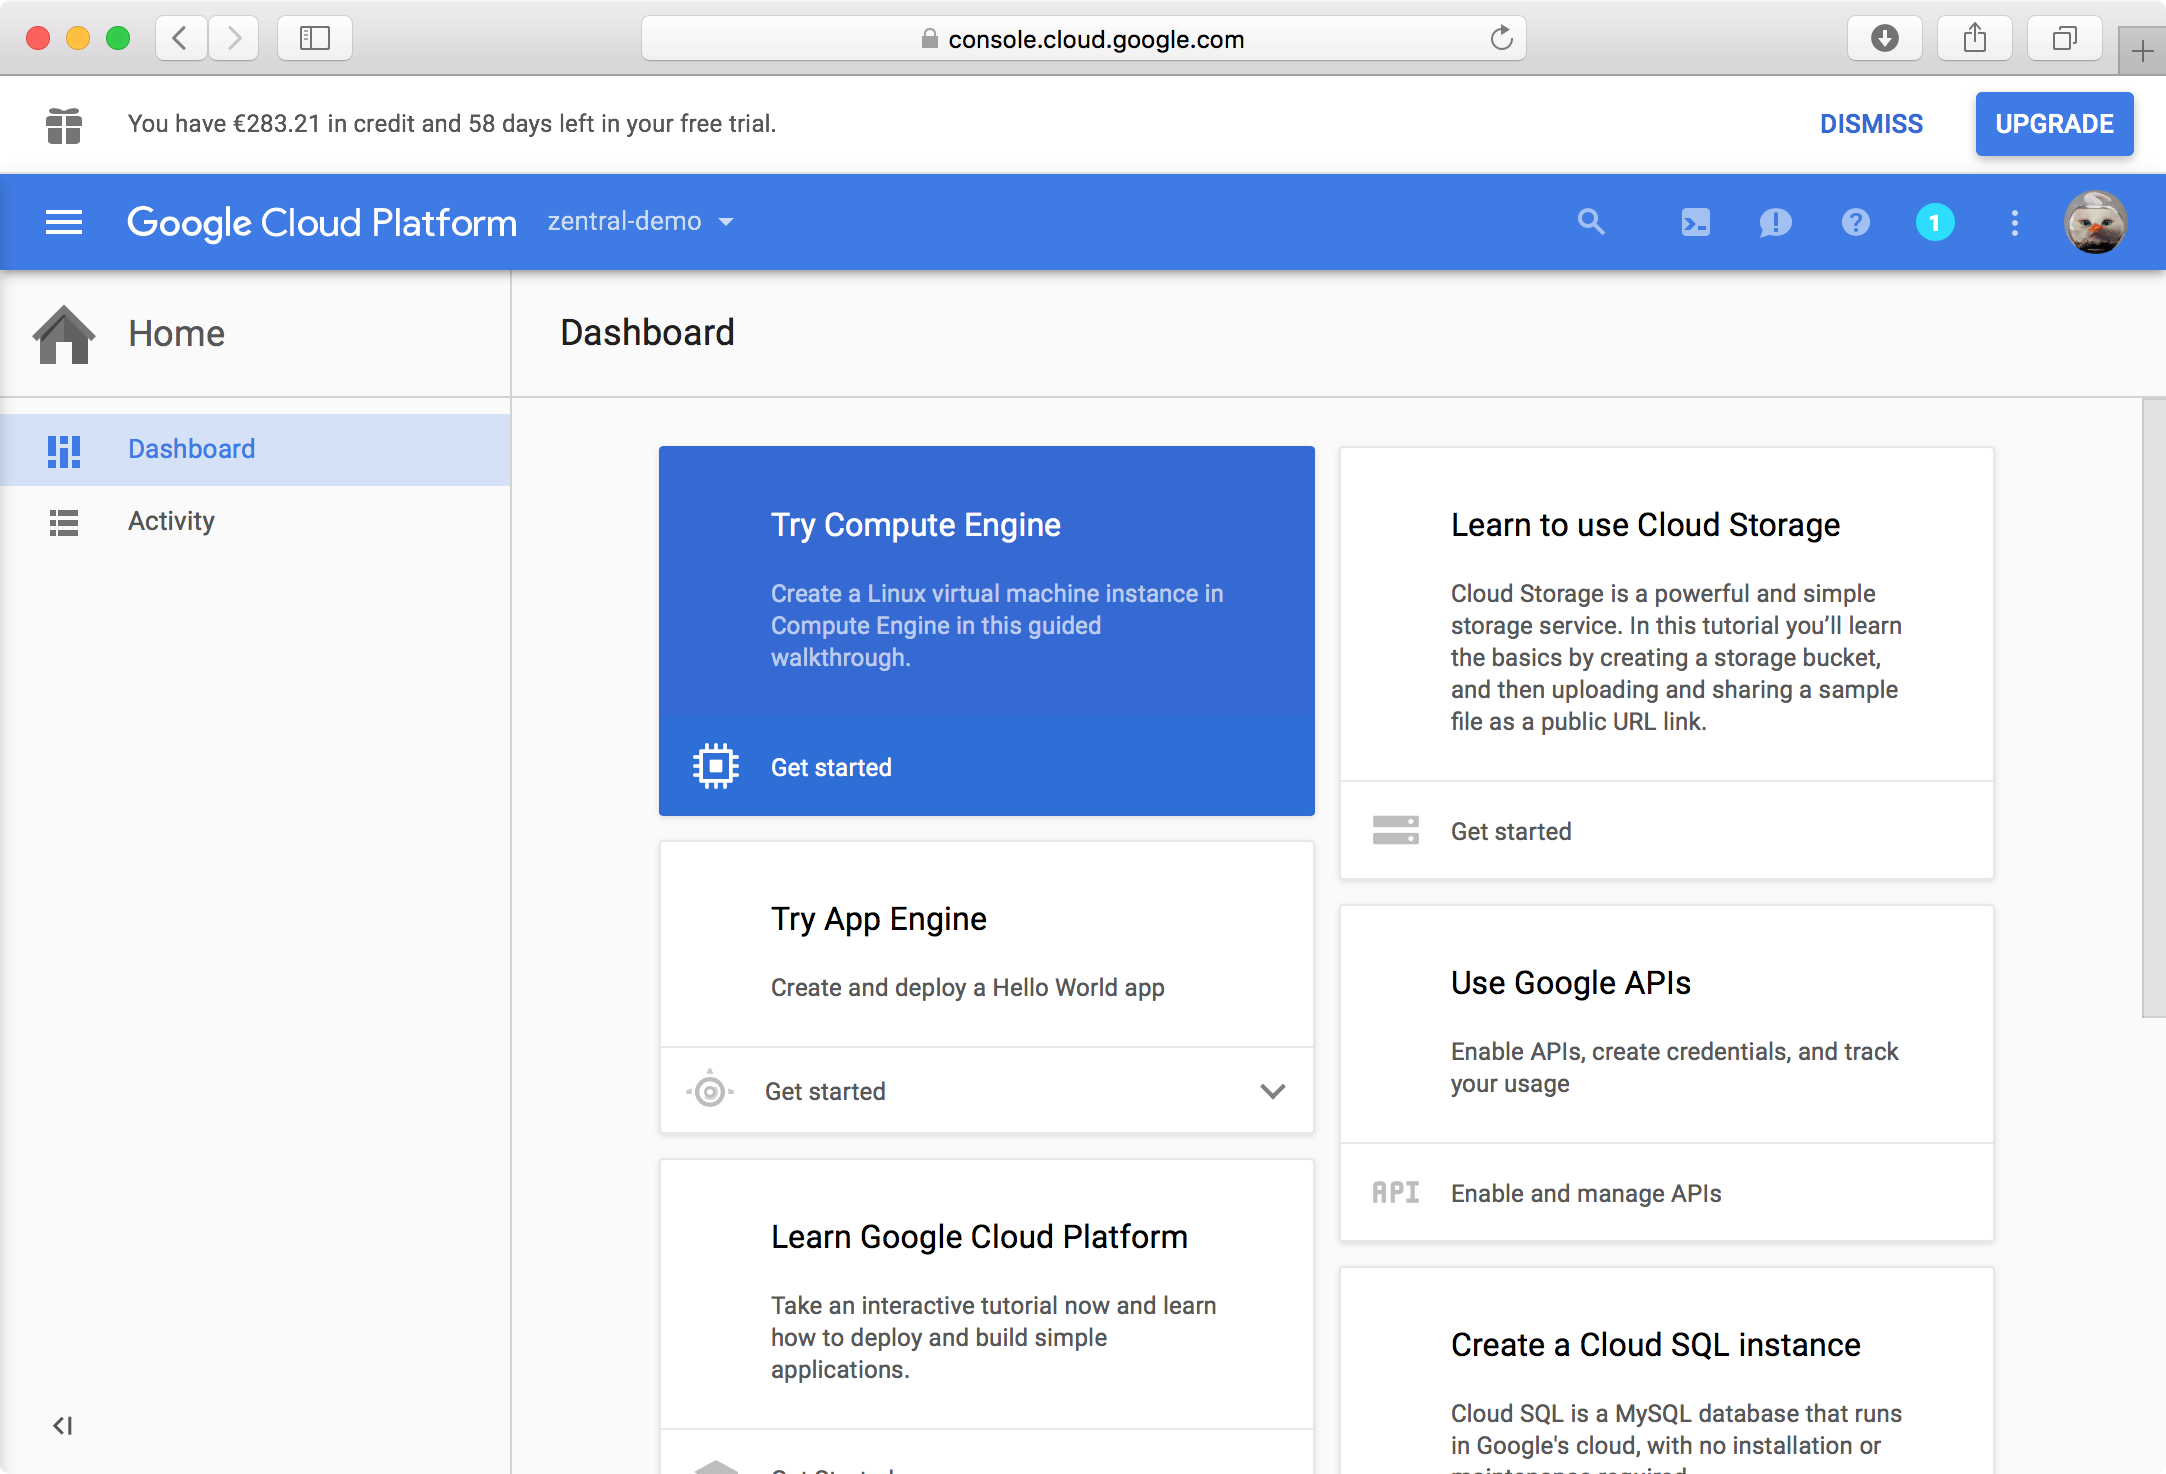 console.cloud.google.com
You have €283.21 in credit and 58 days left in your free trial.
DISMISS
UPGRADE
Google Cloud Platform
zentral-demo
1
Home
Dashboard
Dashboard
Activity
Try Compute Engine
Create a Linux virtual machine instance in
Compute Engine in this guided
walkthrough.
Get started
Learn to use Cloud Storage
Cloud Storage is a powerful and simple
storage service. In this tutorial you’ll learn
the basics by creating a storage bucket,
and then uploading and sharing a sample
file as a public URL link.
Get started
Try App Engine
Create and deploy a Hello World app
Get started
Use Google APIs
Enable APIs, create credentials, and track
your usage
API
Enable and manage APIs
Learn Google Cloud Platform
Take an interactive tutorial now and learn
how to deploy and build simple
applications.
Create a Cloud SQL instance
Cloud SQL is a MySQL database that runs
in Google's cloud, with no installation or